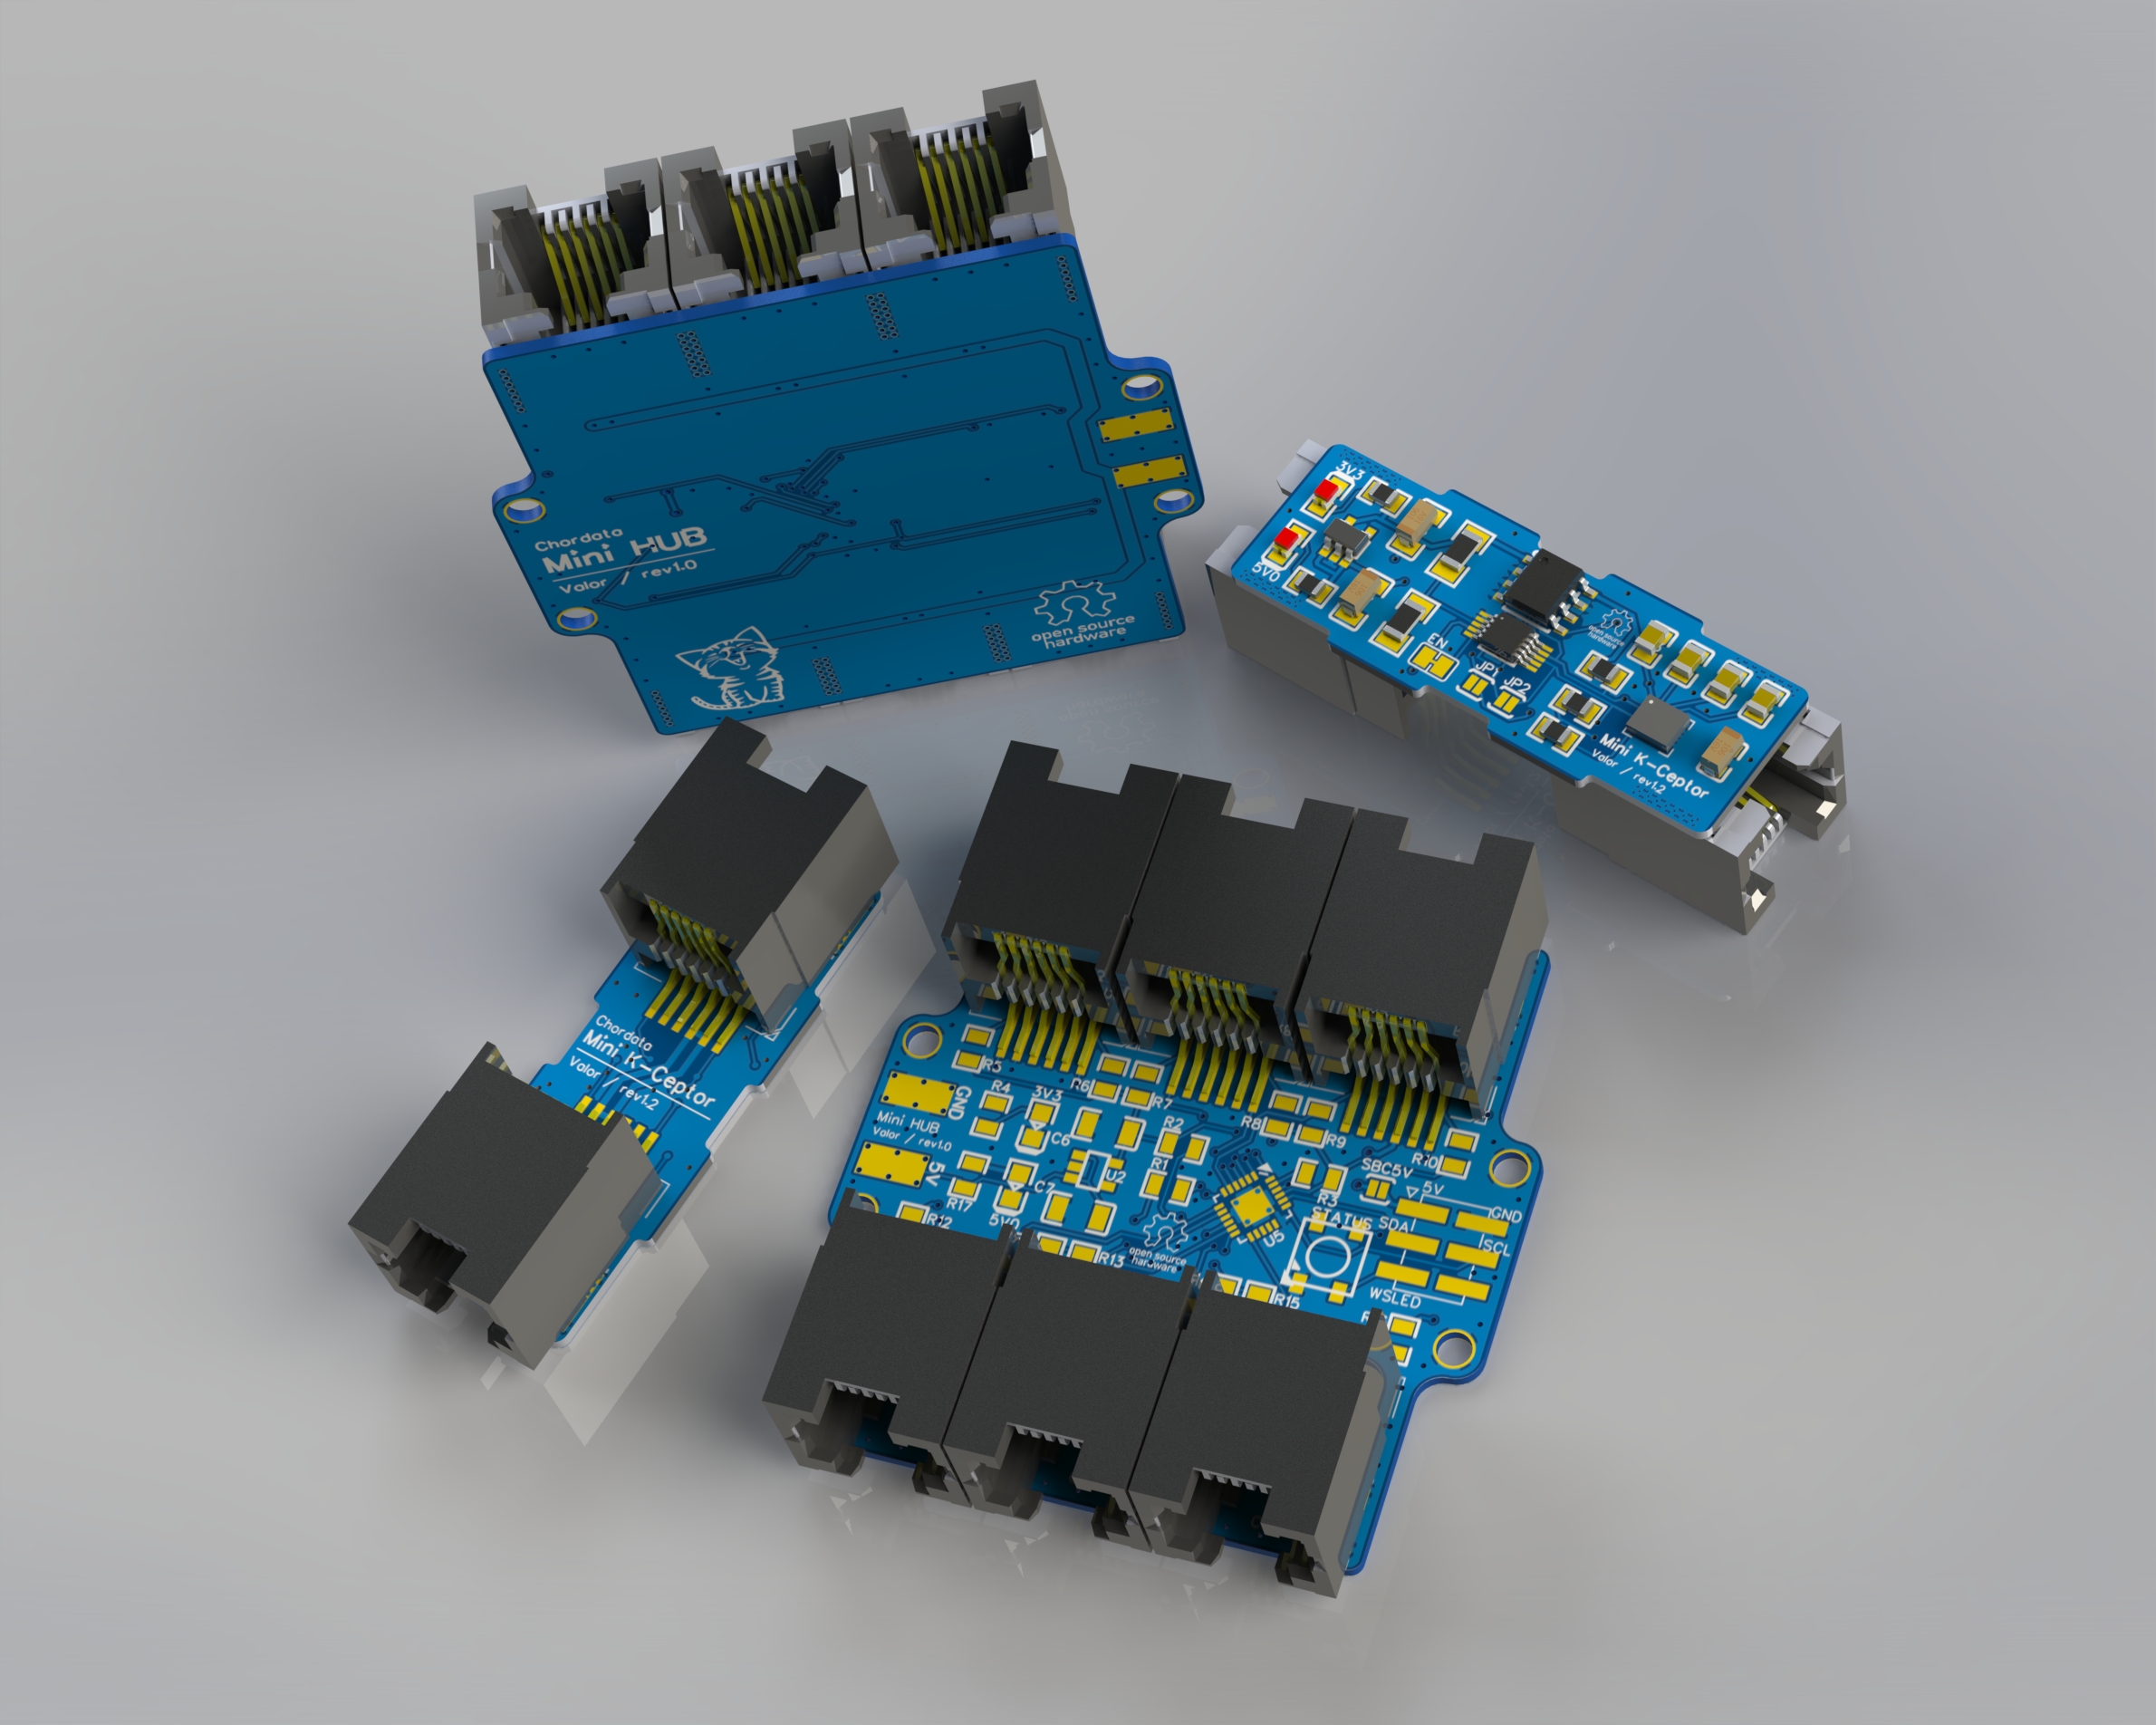 Chordata
Mini HUB
Valor / rev1.0
open source
hardware
3V3
5V0
EN
JP1
JP2
open source
hardware
Mini K-Ceptor
Valor / rev1.2
Chordata
Mini K-Ceptor
Valor / rev1.2
R5
R4
3V3
R6
R7
GND
Mini HUB
Valor / rev1.0
C6
R2
R8
R9
R10
5V
R17
C7
U2
R1
R3
SBC5V
5V
GND
R12
5V0
R13
open source
hardware
U5
STATUS
SDA
SCL
R15
WSLED